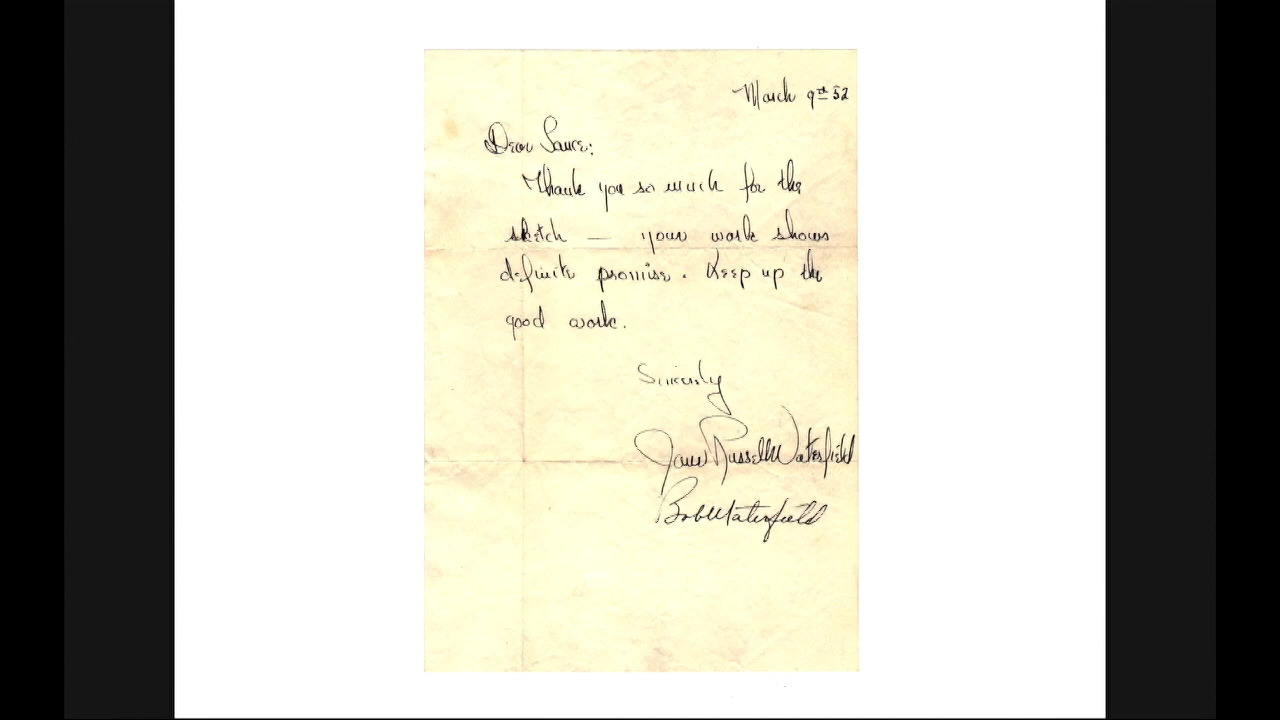 March 9th 52
Dear
Thank you so much for the
sketch — your work shows
definite promise. Keep up the
good work.
Sincerely
Jane Russell Waterfield
Bob Waterfield